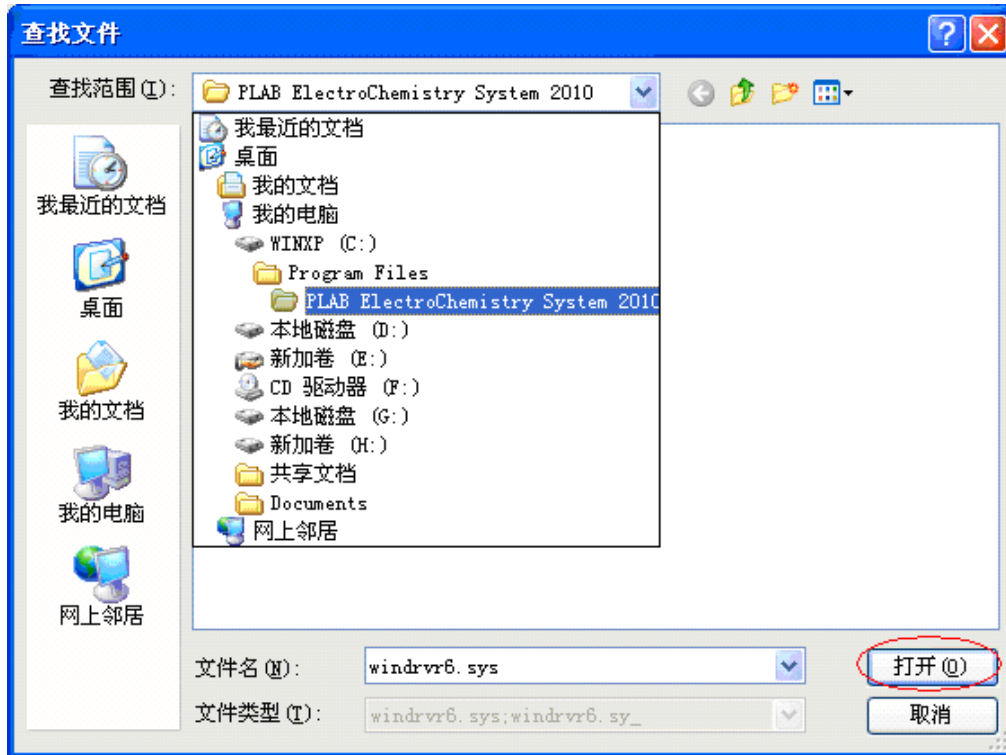 查找文件
查找范围(I):
PLAB ElectroChemistry System 2010
我最近的文档
桌面
我的文档
我的电脑
WINXP (C:)
Program Files
PLAB ElectroChemistry System 2010
本地磁盘 (D:)
新加卷 (E:)
CD 驱动器 (F:)
本地磁盘 (G:)
新加卷 (H:)
共享文档
Documents
网上邻居
我最近的文档
桌面
我的文档
我的电脑
网上邻居
文件名(N):
windrvr6.sys
打开(O)
文件类型(T):
windrvr6.sys;windrvr6.sy_
取消